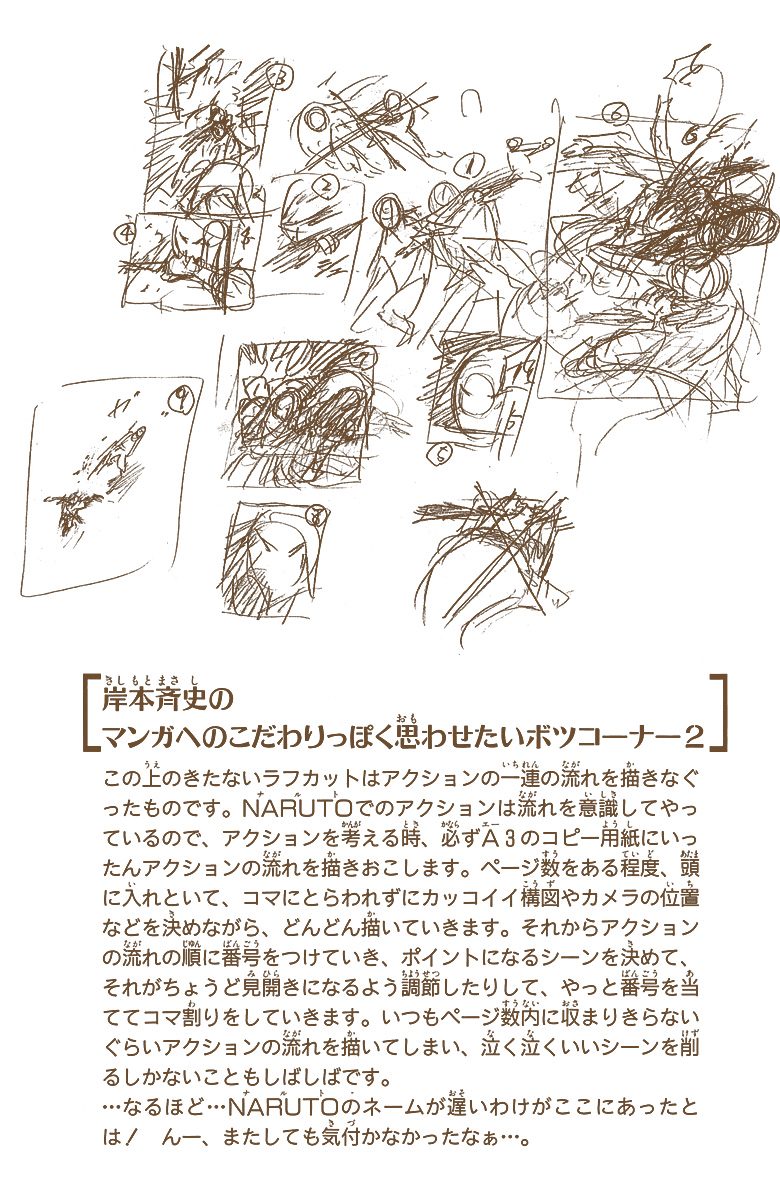 ③
②
①
⑥
6
④
⑦
⑤
⑨
⑧
岸本斉史の
マンガへのこだわりっぽく思わせたいボツコーナー2
この上のきたないラフカットはアクションの一連の流れを描きなぐ
ったものです。NARUTOでのアクションは流れを意識してやっ
ているので、アクションを考える時、必ずA3のコピー用紙にいっ
たんアクションの流れを描きおこします。ページ数をある程度、頭
に入れといて、コマにとらわれずにカッコイイ構図やカメラの位置
などを決めながら、どんどん描いていきます。それからアクション
の流れの順に番号をつけていき、ポイントになるシーンを決めて、
それがちょうど見開きになるよう調節したりして、やっと番号を当
ててコマ割りをしていきます。いつもページ数内に収まりきらない
ぐらいアクションの流れを描いてしまい、泣く泣くいいシーンを削
るしかないこともしばしばです。
…なるほど…NARUTOのネームが遅いわけがここにあったと
は！　んー、またしても気付かなかったなぁ…。